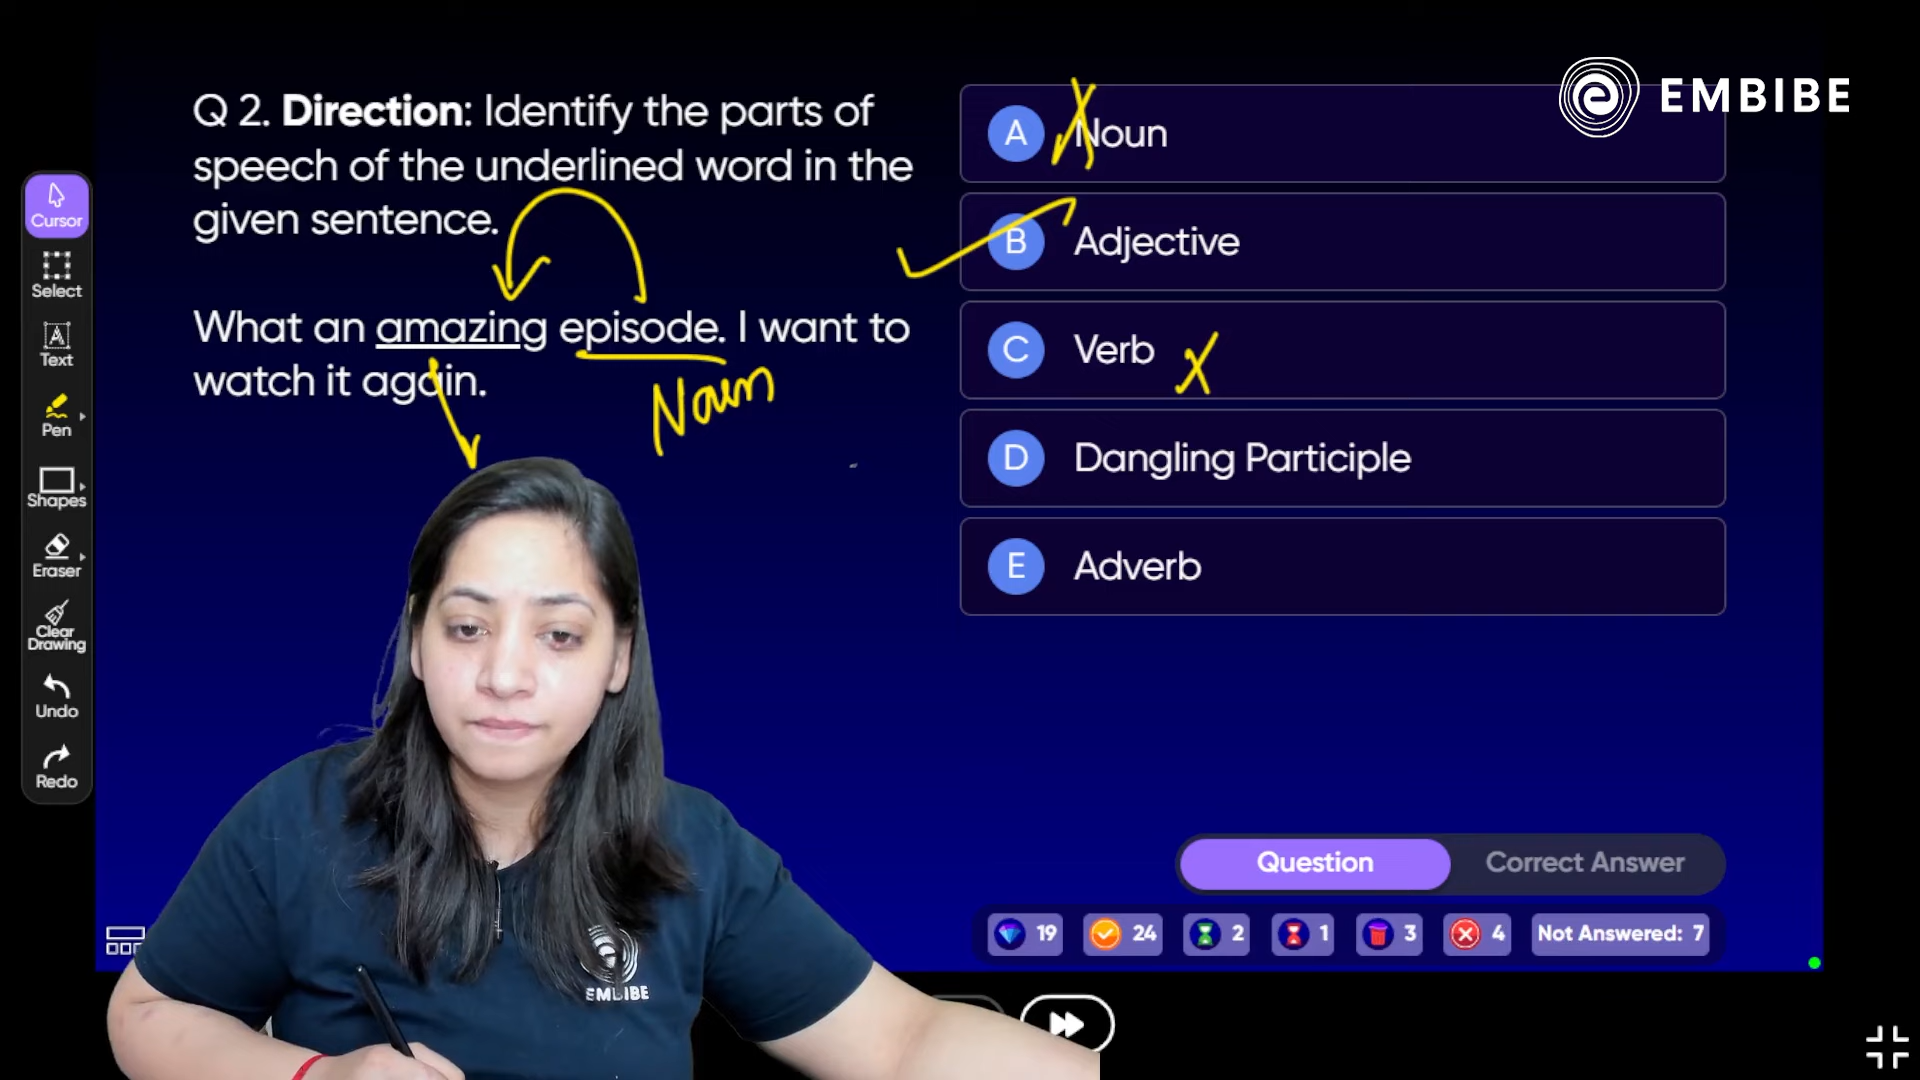 EMBIBE
Q 2. Direction: Identify the parts of
speech of the underlined word in the
given sentence.
What an amazing episode. I want to
watch it again.
Noun
A Noun
B Adjective
C Verb
D Dangling Participle
E Adverb
Cursor
Select
A
Text
Pen
Shapes
Eraser
Clear
Drawing
Undo
Redo
Question Correct Answer
19 24 2 1 3 4 Not Answered: 7
EMBIBE